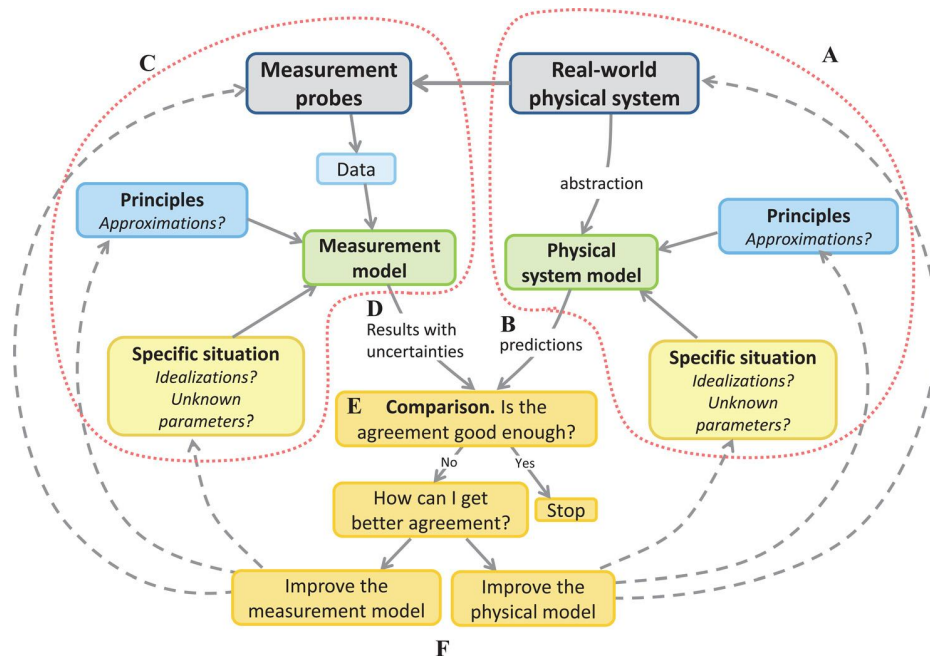 C
A
Measurement
probes
Real-world
physical system
Data
abstraction
Principles
Approximations?
Principles
Approximations?
Measurement
model
Physical
system model
D
B
Results with
uncertainties
predictions
Specific situation
Idealizations?
Unknown
parameters?
Specific situation
Idealizations?
Unknown
parameters?
E
Comparison. Is the
agreement good enough?
No
Yes
How can I get
better agreement?
Stop
Improve the
measurement model
Improve the
physical model
F